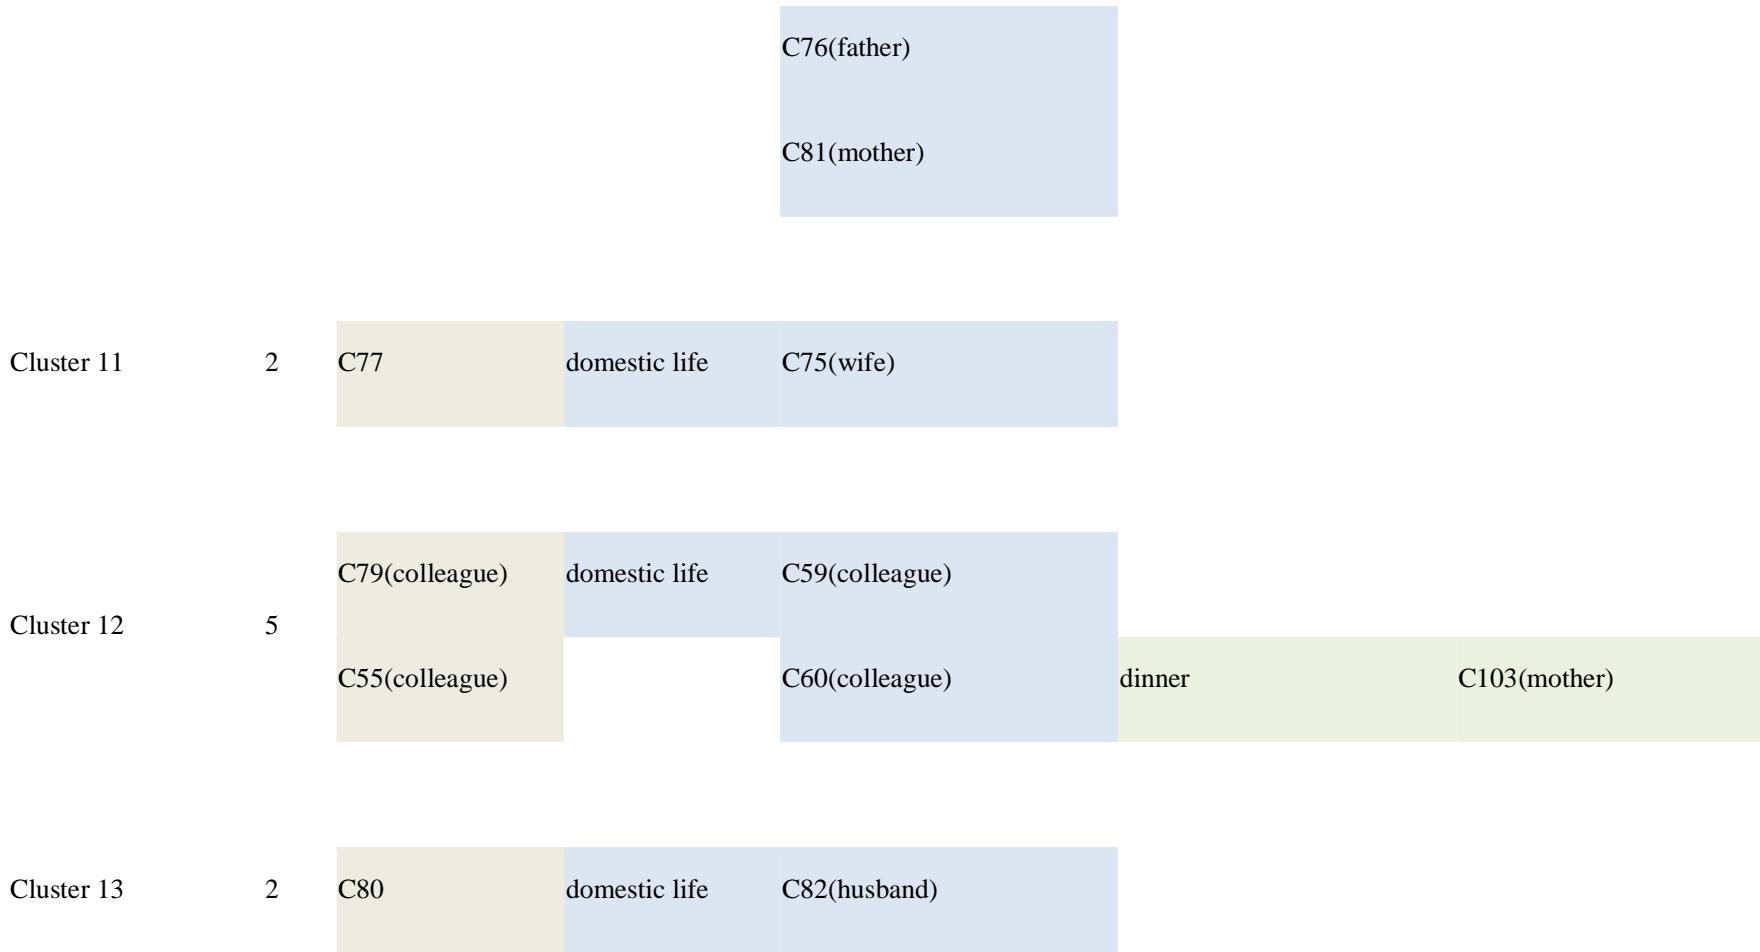 C76(father)
C81(mother)
Cluster 11 2 C77 domestic life C75(wife)
C79(colleague) domestic life C59(colleague)
Cluster 12 5
C55(colleague) C60(colleague) dinner C103(mother)
Cluster 13 2 C80 domestic life C82(husband)